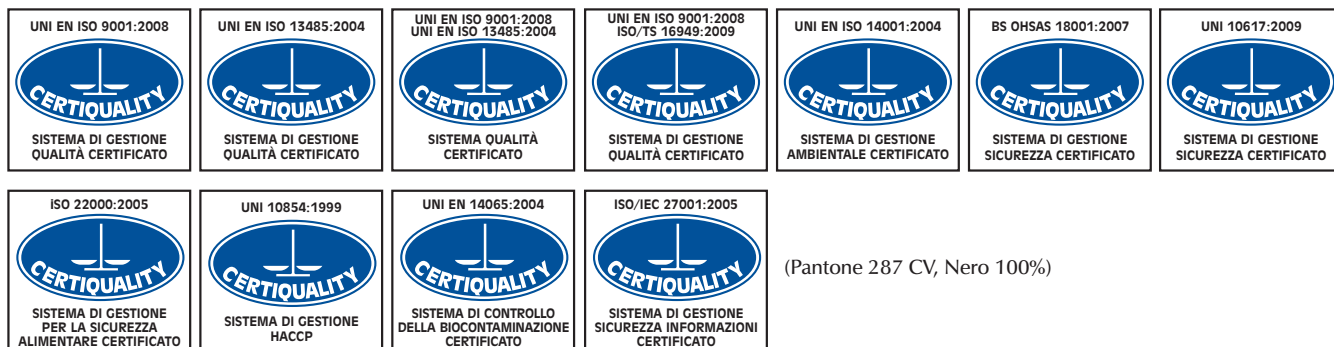 UNI EN ISO 9001:2008
CERTIQUALITY
SISTEMA DI GESTIONE
QUALITÀ CERTIFICATO
UNI EN ISO 13485:2004
CERTIQUALITY
SISTEMA DI GESTIONE
QUALITÀ CERTIFICATO
UNI EN ISO 9001:2008
UNI EN ISO 13485:2004
CERTIQUALITY
SISTEMA QUALITÀ
CERTIFICATO
UNI EN ISO 9001:2008
ISO/TS 16949:2009
CERTIQUALITY
SISTEMA DI GESTIONE
QUALITÀ CERTIFICATO
UNI EN ISO 14001:2004
CERTIQUALITY
SISTEMA DI GESTIONE
AMBIENTALE CERTIFICATO
BS OHSAS 18001:2007
CERTIQUALITY
SISTEMA DI GESTIONE
SICUREZZA CERTIFICATO
UNI 10617:2009
CERTIQUALITY
SISTEMA DI GESTIONE
SICUREZZA CERTIFICATO
iSO 22000:2005
CERTIQUALITY
SISTEMA DI GESTIONE
PER LA SICUREZZA
ALIMENTARE CERTIFICATO
UNI 10854:1999
CERTIQUALITY
SISTEMA DI GESTIONE
HACCP
UNI EN 14065:2004
CERTIQUALITY
SISTEMA DI CONTROLLO
DELLA BIOCONTAMINAZIONE
CERTIFICATO
ISO/IEC 27001:2005
CERTIQUALITY
SISTEMA DI GESTIONE
SICUREZZA INFORMAZIONI
CERTIFICATO
(Pantone 287 CV, Nero 100%)